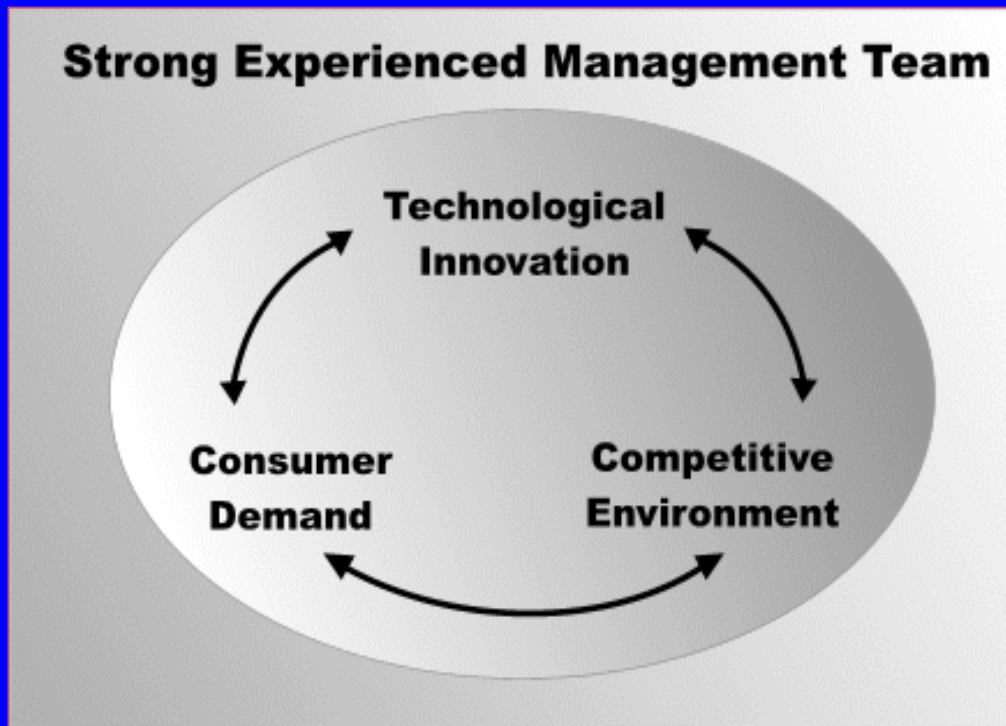 Strong Experienced Management Team
Technological
Innovation
Consumer
Demand
Competitive
Environment